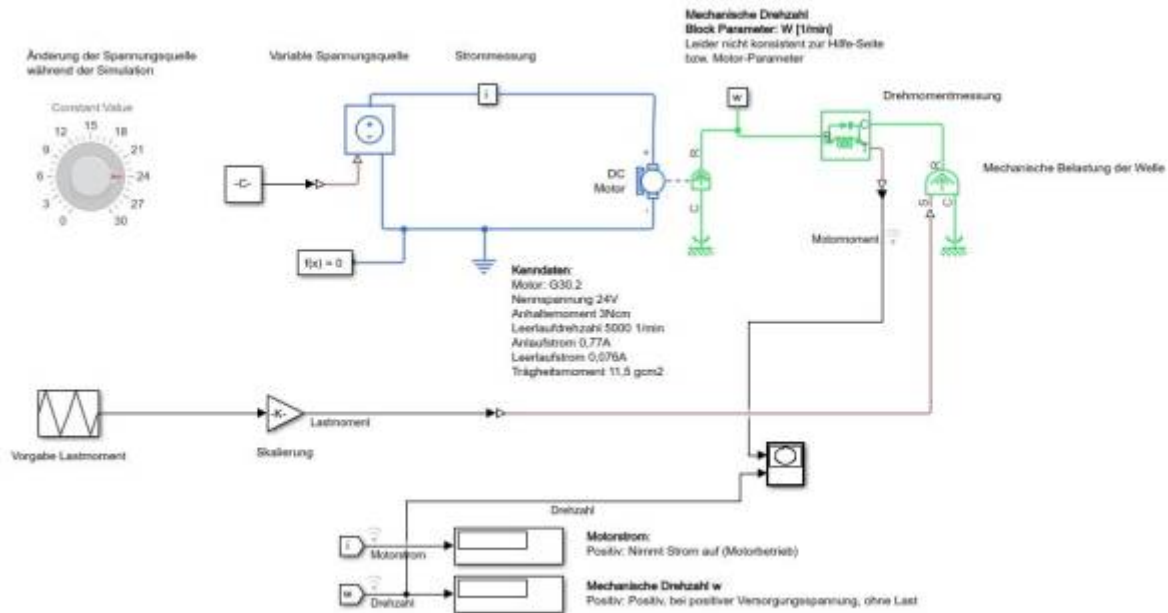 Mechanische Drehzahl
Block Parameter: W [1/min]
Leider nicht konsistent zur Hilfe-Seite
bzw. Motor-Parameter
Änderung der Spannungsquelle
während der Simulation
Variable Spannungsquelle
Strommessung
Drehmomentmessung
Constant Value
0
3
6
9
12
15
18
21
24
27
30
-C-
i
w
DC
Motor
+
-
R
C
R
C
T
R
S
C
Mechanische Belastung der Welle
Motormoment
f(x) = 0
Kenndaten:
Motor: G30.2
Nennspannung 24V
Anhaltemoment 3Ncm
Leerlaufdrehzahl 5000 1/min
Anlaufstrom 0,77A
Leerlaufstrom 0,076A
Trägheitsmoment 11,5 gcm2
-K-
Lastmoment
Vorgabe Lastmoment
Skalierung
Drehzahl
i
Motorstrom
Motorstrom:
Positiv: Nimmt Strom auf (Motorbetrieb)
w
Drehzahl
Mechanische Drehzahl w
Positiv: Positiv, bei positiver Versorgungsspannung, ohne Last